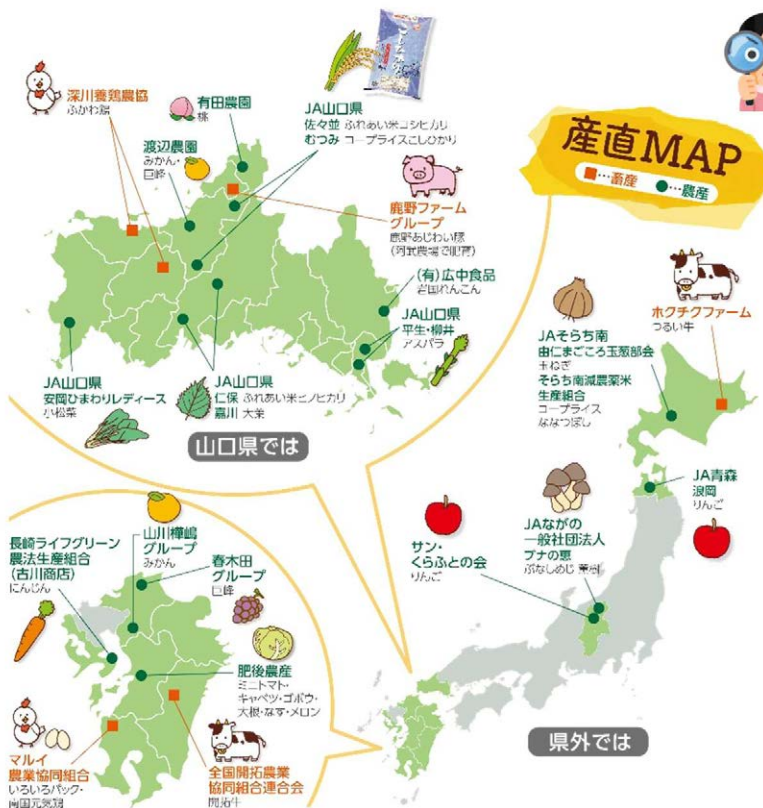 産直MAP
■…畜産 ●…農産
深川養鶏農協
ふかわ鶏
有田農園
桃
渡辺農園
みかん・
巨峰
JA山口県
佐々並 ふれあい米コシヒカリ
むつみ コープライスこしひかり
鹿野ファーム
グループ
鹿野あじわい豚
(阿武農場で肥育)
(有)広中食品
岩国れんこん
JA山口県
平生・柳井
アスパラ
JA山口県
安岡ひまわりレディース
小松菜
JA山口県
仁保 ふれあい米ヒノヒカリ
嘉川 大葉
山口県では
ホクチクファーム
つるい牛
JAそらち南
由仁まごころ玉葱部会
玉ねぎ
そらち南減農薬米
生産組合
コープライス
ななつぼし
JA青森
浪岡
りんご
JAながの
一般社団法人
ブナの恵
ぶなしめじ 茸樹
サン・
くらぶとの会
りんご
県外では
長崎ライフグリーン
農法生産組合
(古川商店)
にんじん
山川樺嶋
グループ
みかん
春木田
グループ
巨峰
肥後農産
ミニトマト・
キャベツ・ゴボウ・
大根・なす・メロン
マルイ
農業協同組合
いろいろパック・
南国元気鶏
全国開拓農業
協同組合連合会
開拓牛